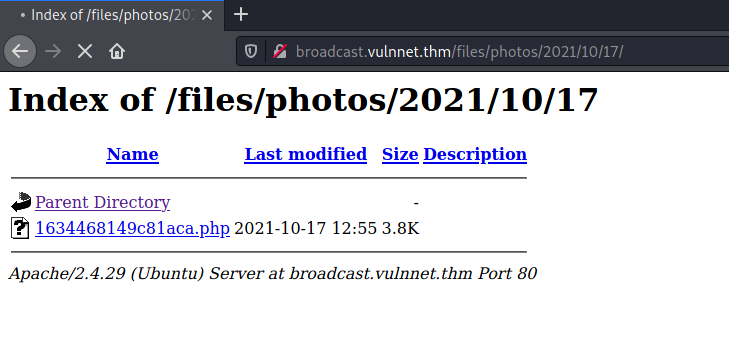 Index of /files/photos/202
broadcast.vulnnet.thm/files/photos/2021/10/17/
Index of /files/photos/2021/10/17
Name Last modified Size Description
Parent Directory -
1634468149c81aca.php 2021-10-17 12:55 3.8K
Apache/2.4.29 (Ubuntu) Server at broadcast.vulnnet.thm Port 80